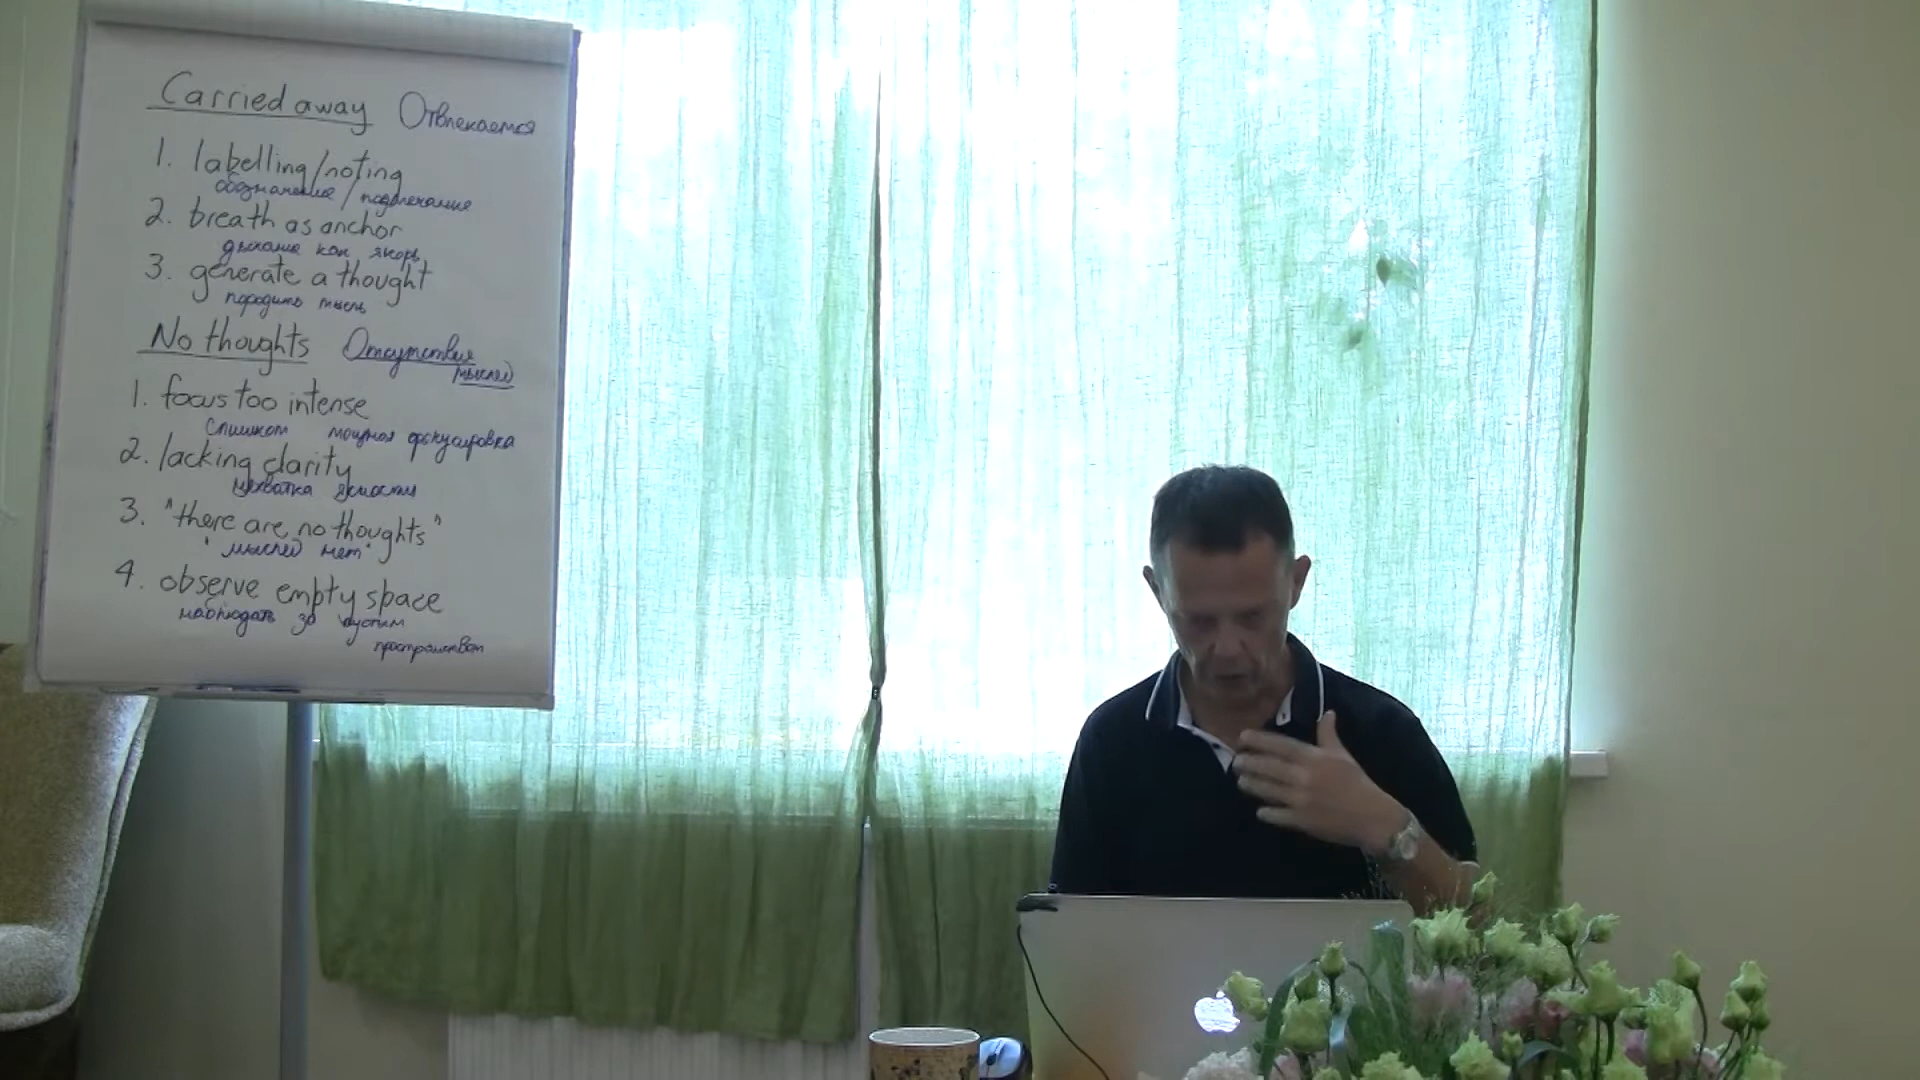 Carried away Отвлекаемся
1. labelling/noting
обозначение / подмечание
2. breath as anchor
дыхание как якорь
3. generate a thought
породить мысль
No thoughts Отсутствие
мыслей
1. focus too intense
Слишком мощная фокусировка
2. lacking clarity
нехватка ясности
3. "there are no thoughts"
"мыслей нет"
4. observe empty space
наблюдать за пустым
пространством